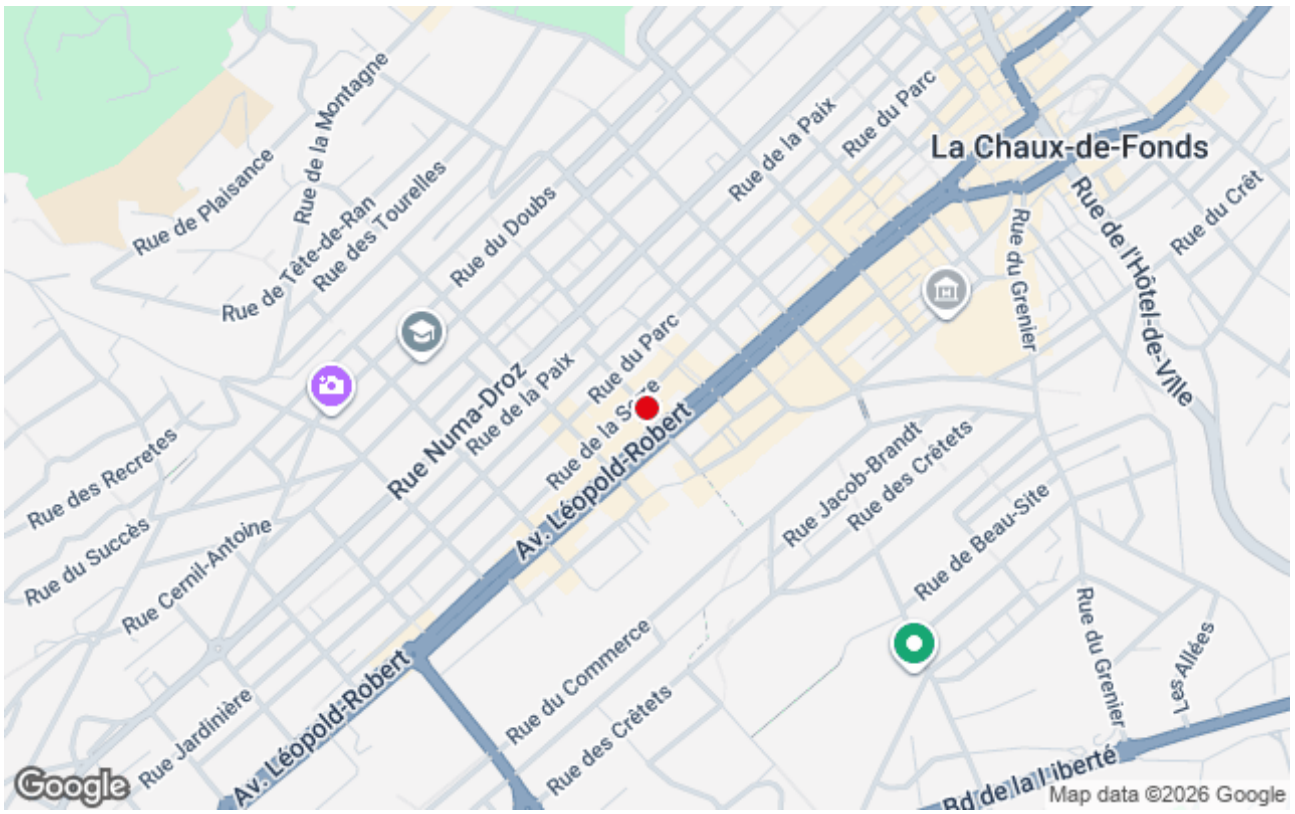 Rue de la Montagne
Rue du Parc
Rue de la Paix
La Chaux-de-Fonds
Rue de Plaisance
Rue des Tourelles
Rue de Tête-de-Ran
Rue du Doubs
Rue du Crêt
Rue de l'Hôtel-de-Ville
Rue du Grenier
Rue du Parc
Rue de la Paix
Rue Numa-Droz
Rue de la
Av. Léopold-Robert
Rue des Recretes
Rue du Succès
Rue Cernil-Antoine
Rue Jacob-Brandt
Rue des Crêtets
Rue de Beau-Site
Rue du Commerce
Rue des Crêtets
Rue du Grenier
Les Allées
Rue Jardinière
Av. Léopold-Robert
Bd de la Liberté
Google
Map data ©2026 Google